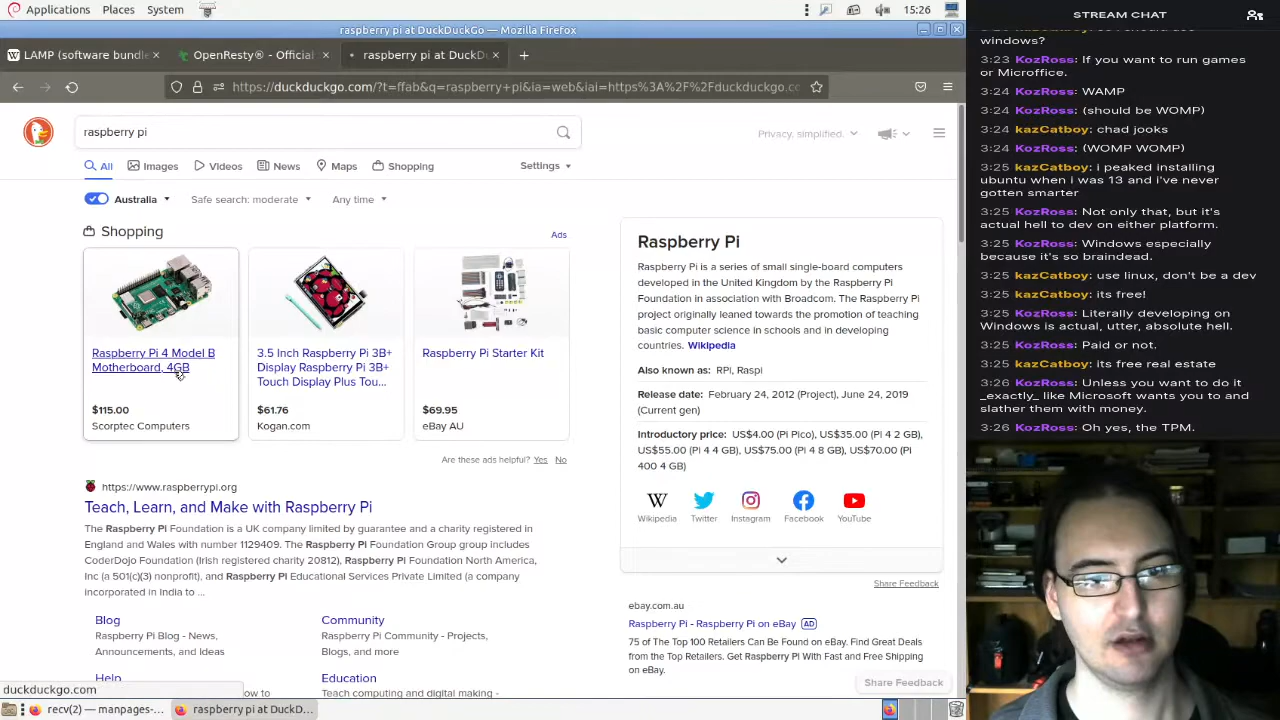 Applications Places System
15:26
raspberry pi at DuckDuckGo — Mozilla Firefox
LAMP (software bundl
OpenResty® - Official
raspberry pi at DuckDu
https://duckduckgo.com/?t=ffab&q=raspberry+pi&ia=web&iai=https%3A%2F%2Fduckduckgo.co
raspberry pi
Privacy, simplified.
All Images Videos News Maps Shopping Settings
Australia Safe search: moderate Any time
Shopping
Ads
Raspberry Pi 4 Model B
Motherboard, 4GB
$115.00
Scorptec Computers
3.5 Inch Raspberry Pi 3B+
Display Raspberry Pi 3B+
Touch Display Plus Tou...
$61.76
Kogan.com
Raspberry Pi Starter Kit
$69.95
eBay AU
Are these ads helpful? Yes No
https://www.raspberrypi.org
Teach, Learn, and Make with Raspberry Pi
The Raspberry Pi Foundation is a UK company limited by guarantee and a charity registered in
England and Wales with number 1129409. The Raspberry Pi Foundation Group group includes
CoderDojo Foundation (Irish registered charity 20812), Raspberry Pi Foundation North America,
Inc (a 501(c)(3) nonprofit), and Raspberry Pi Educational Services Private Limited (a company
incorporated in India to ...
Blog
Raspberry Pi Blog - News,
Announcements, and Ideas
Community
Raspberry Pi Community - Projects,
Blogs, and more
Help
how to
Education
Teach computing and digital making -
Raspberry Pi
Raspberry Pi is a series of small single-board computers
developed in the United Kingdom by the Raspberry Pi
Foundation in association with Broadcom. The Raspberry Pi
project originally leaned towards the promotion of teaching
basic computer science in schools and in developing
countries. Wikipedia
Also known as: RPi, Raspi
Release date: February 24, 2012 (Project), June 24, 2019
(Current gen)
Introductory price: US$4.00 (Pi Pico), US$35.00 (Pi 4 2 GB),
US$55.00 (Pi 4 4 GB), US$75.00 (Pi 4 8 GB), US$70.00 (Pi
400 4 GB)
Wikipedia Twitter Instagram Facebook YouTube
Share Feedback
ebay.com.au
Raspberry Pi - Raspberry Pi on eBay AD
75 of The Top 100 Retailers Can Be Found on eBay. Find Great Deals
from the Top Retailers. Get Raspberry PI With Fast and Free Shipping
on eBay.
Share Feedback
duckduckgo.com
recv(2) — manpages-...
raspberry pi at DuckD...
STREAM CHAT
windows?
3:23 KozRoss: If you want to run games
or Microffice.
3:24 KozRoss: WAMP
3:24 KozRoss: (should be WOMP)
3:24 kazCatboy: chad jooks
3:24 KozRoss: (WOMP WOMP)
3:25 kazCatboy: i peaked installing
ubuntu when i was 13 and i've never
gotten smarter
3:25 KozRoss: Not only that, but it's
actual hell to dev on either platform.
3:25 KozRoss: Windows especially
because it's so braindead.
3:25 kazCatboy: use linux, don't be a dev
3:25 kazCatboy: its free!
3:25 KozRoss: Literally developing on
Windows is actual, utter, absolute hell.
3:25 KozRoss: Paid or not.
3:25 kazCatboy: its free real estate
3:26 KozRoss: Unless you want to do it
_exactly_ like Microsoft wants you to and
slather them with money.
3:26 KozRoss: Oh yes, the TPM.